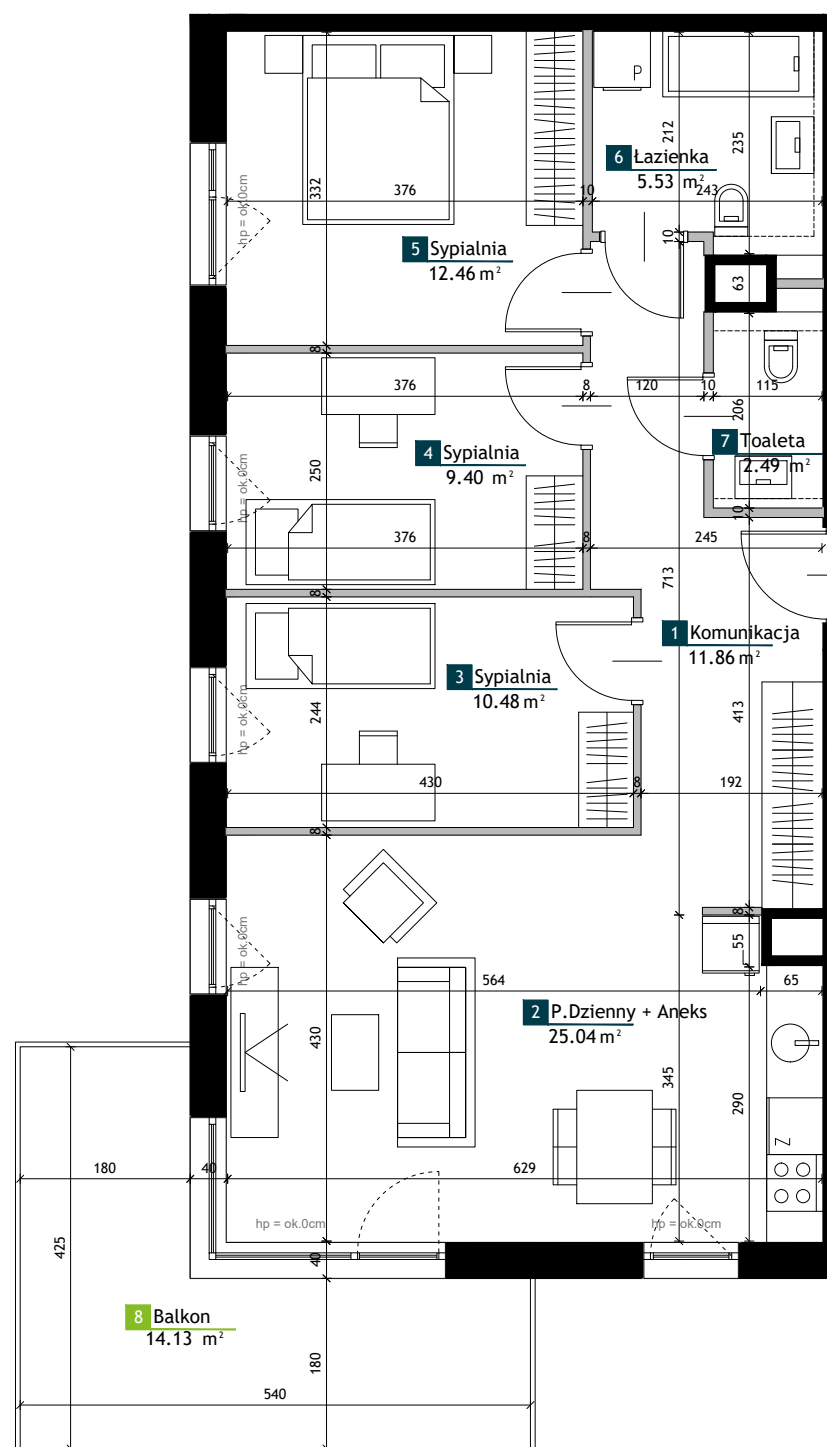 P
212
235
6 Łazienka
5.53 m²
332
376
10
243
hp = ok.0cm
5 Sypialnia
12.46 m²
10
63
8
376
8
120
10
115
206
4 Sypialnia
9.40 m²
7 Toaleta
2.49 m²
250
hp = ok.0cm
10
376
8
245
713
8
1 Komunikacja
11.86 m²
3 Sypialnia
10.48 m²
244
hp = ok.0cm
413
430
8
192
8
8
hp = ok.0cm
55
564
65
2 P.Dzienny + Aneks
25.04 m²
430
345
290
Z
180
40
629
hp = ok.0cm
hp = ok.0cm
425
40
8 Balkon
14.13 m²
180
540